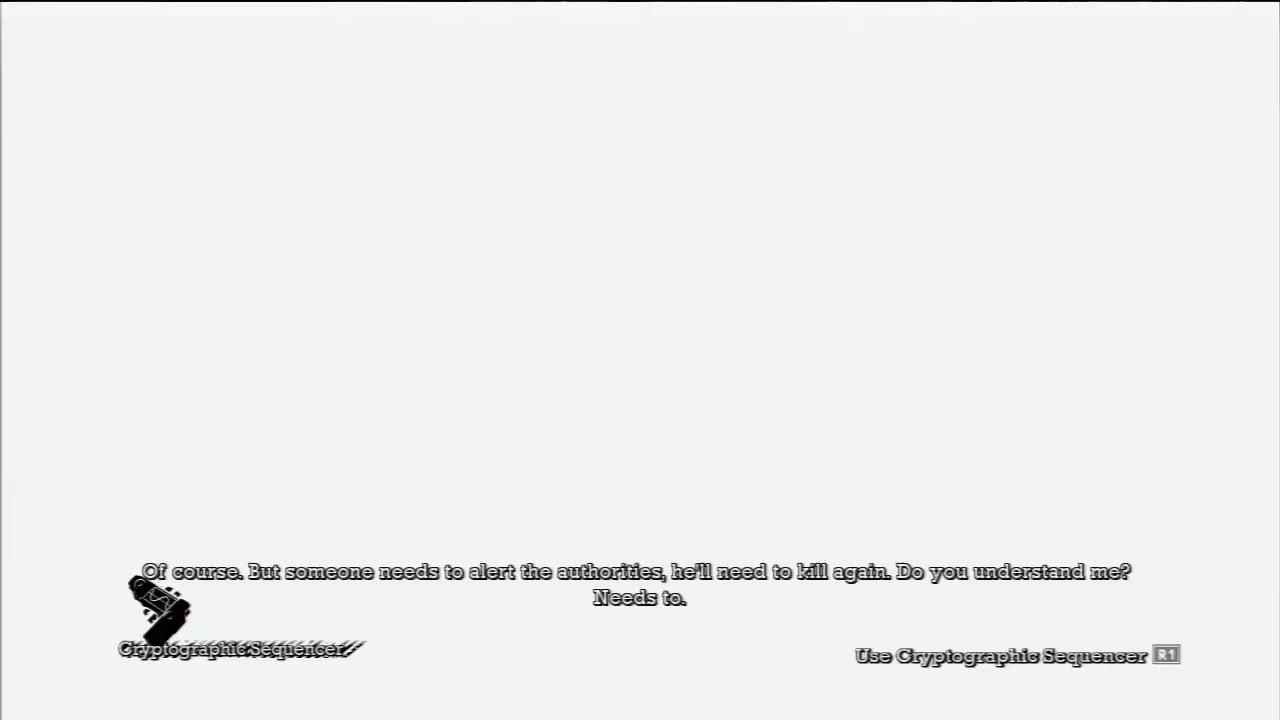 Of course. But someone needs to alert the authorities, he'll need to kill again. Do you understand me?
Needs to.
Cryptographic Sequencer
Use Cryptographic Sequencer R1